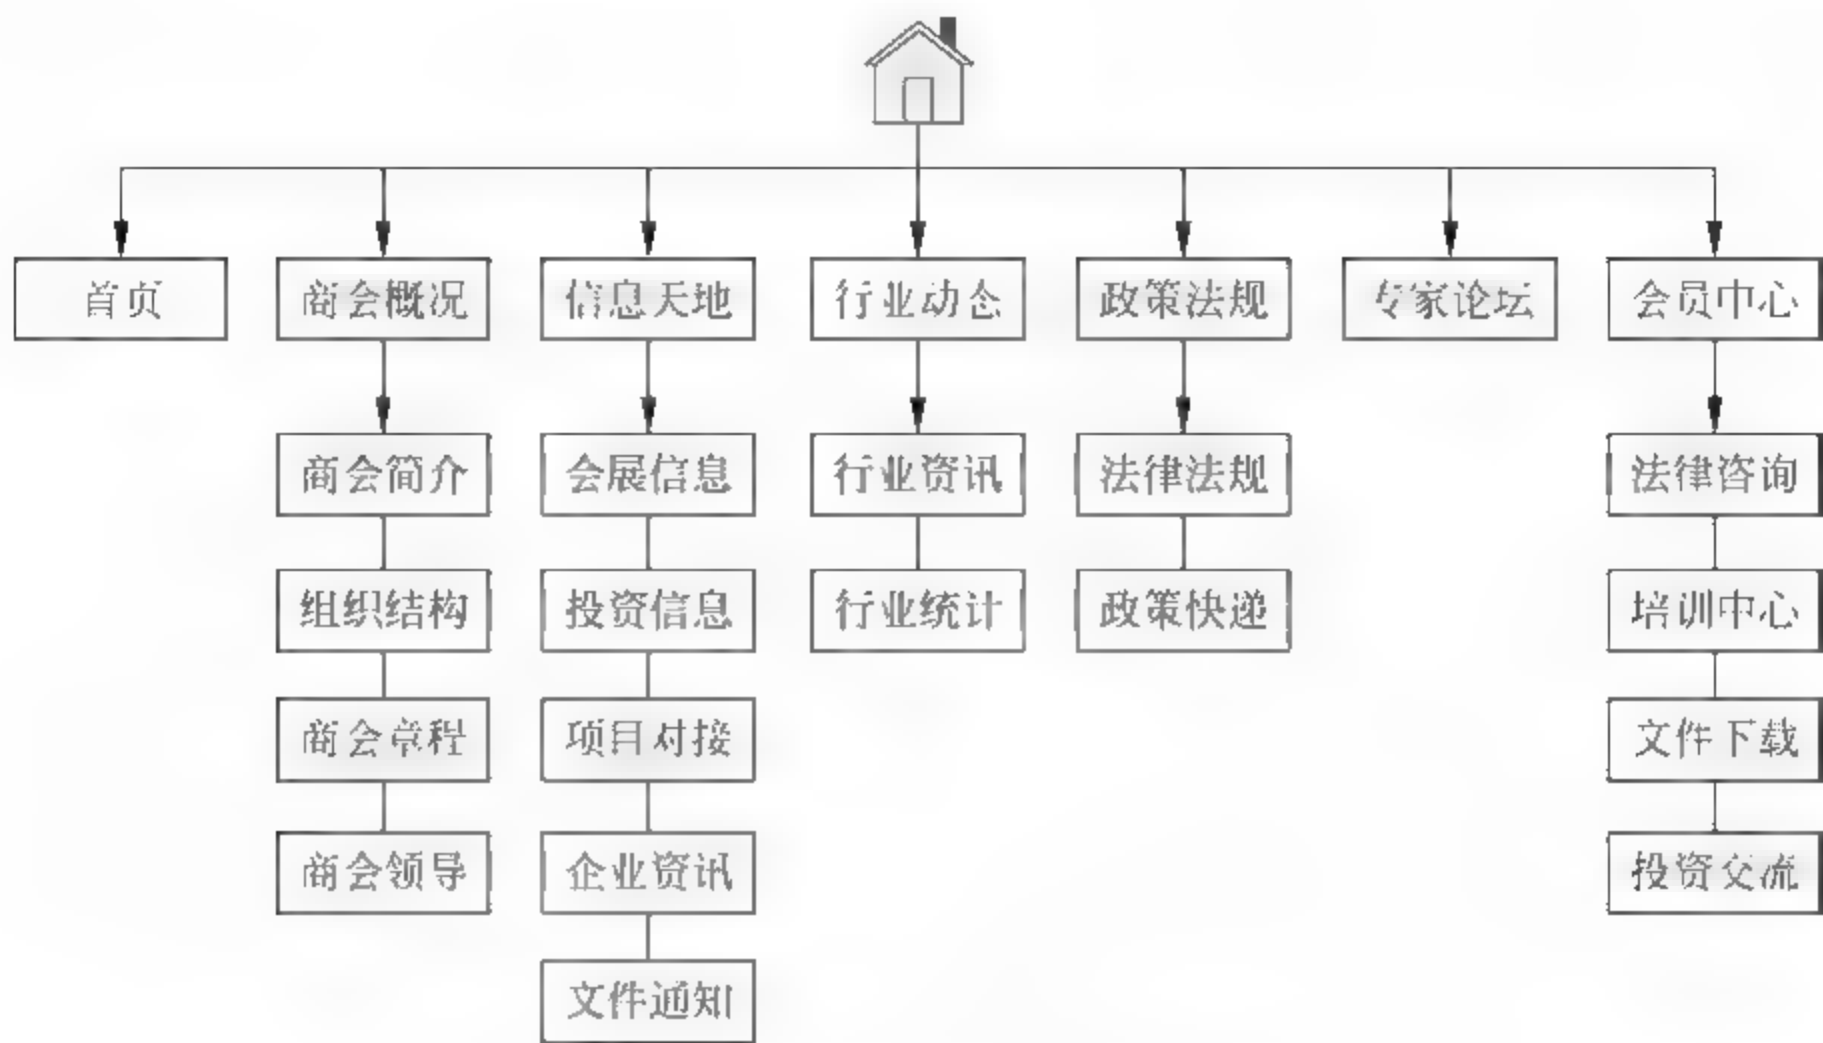 首页 商会概况 信息天地 行业动态 政策法规 专家论坛 会员中心
商会简介 会展信息 行业资讯 法律法规 法律咨询
组织结构 投资信息 行业统计 政策快递 培训中心
商会章程 项目对接 文件下载
商会领导 企业资讯 投资交流
文件通知